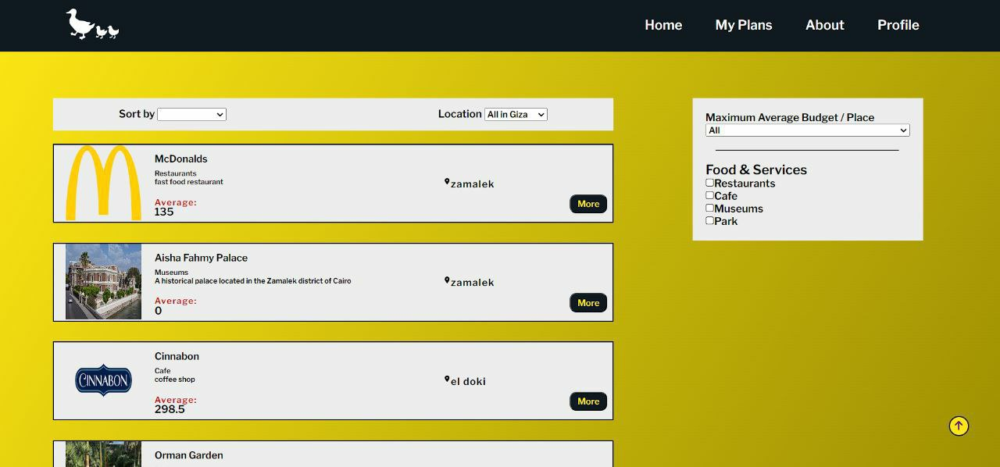 Home My Plans About Profile
Sort by
Location All in Giza
McDonalds
Restaurants
fast food restaurant
zamalek
Average:
135
More
Aisha Fahmy Palace
Museums
A historical palace located in the Zamalek district of Cairo
zamalek
Average:
0
More
CINNABON
Cinnabon
Cafe
coffee shop
el doki
Average:
298.5
More
Orman Garden
Maximum Average Budget / Place
All
Food & Services
Restaurants
Cafe
Museums
Park